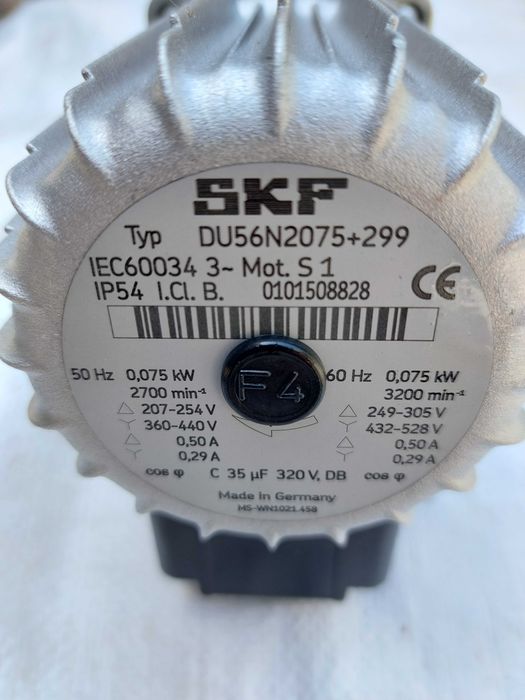 SKF
Typ DU56N2075+299
IEC60034 3~ Mot. S 1
IP54 I.Cl. B. 0101508828
CE
F4
50 Hz 0,075 kW
2700 min⁻¹
△ 207-254 V
Y 360-440 V
△ 0,50 A
Y 0,29 A
cos φ
60 Hz 0,075 kW
3200 min⁻¹
△ 249-305 V
Y 432-528 V
△ 0,50 A
Y 0,29 A
C 35 µF 320 V, DB cos φ
Made in Germany
MS-WN1021.458